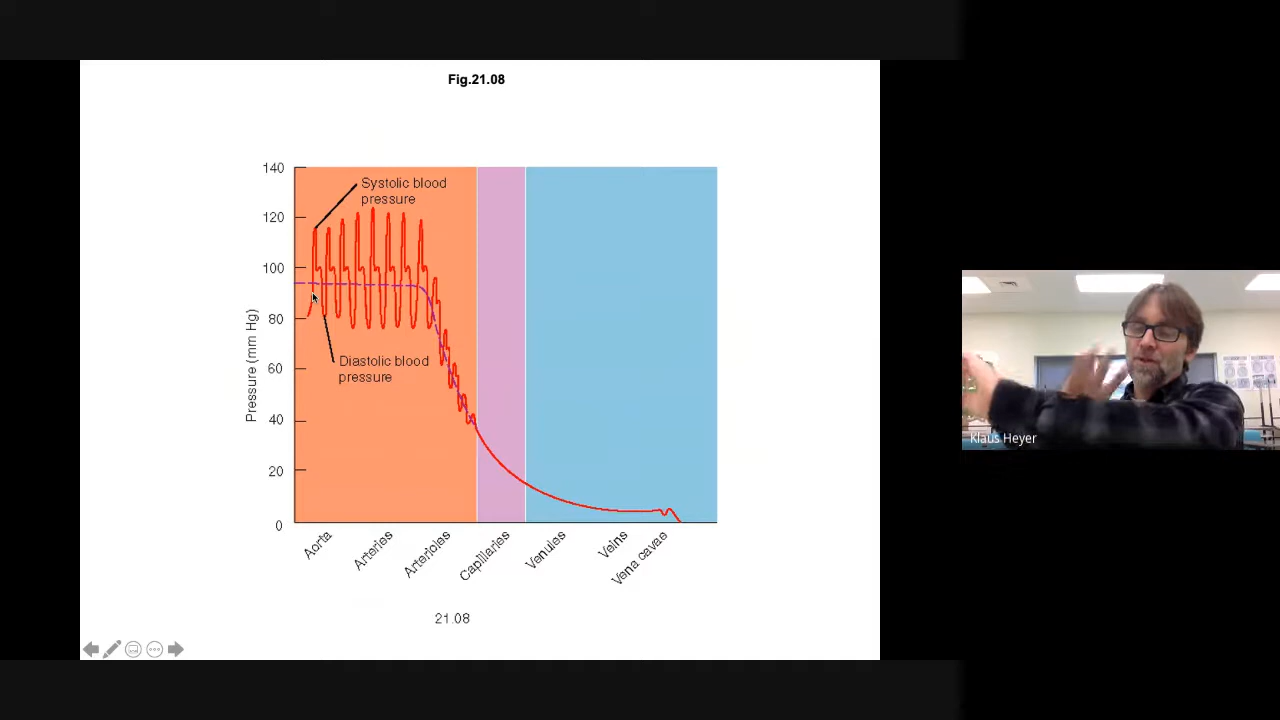 Fig.21.08
140
120
100
80
60
40
20
0
Pressure (mm Hg)
Systolic blood
pressure
Diastolic blood
pressure
Aorta
Arteries
Arterioles
Capillaries
Venules
Veins
Vena cavae
21.08
Klaus Heyer